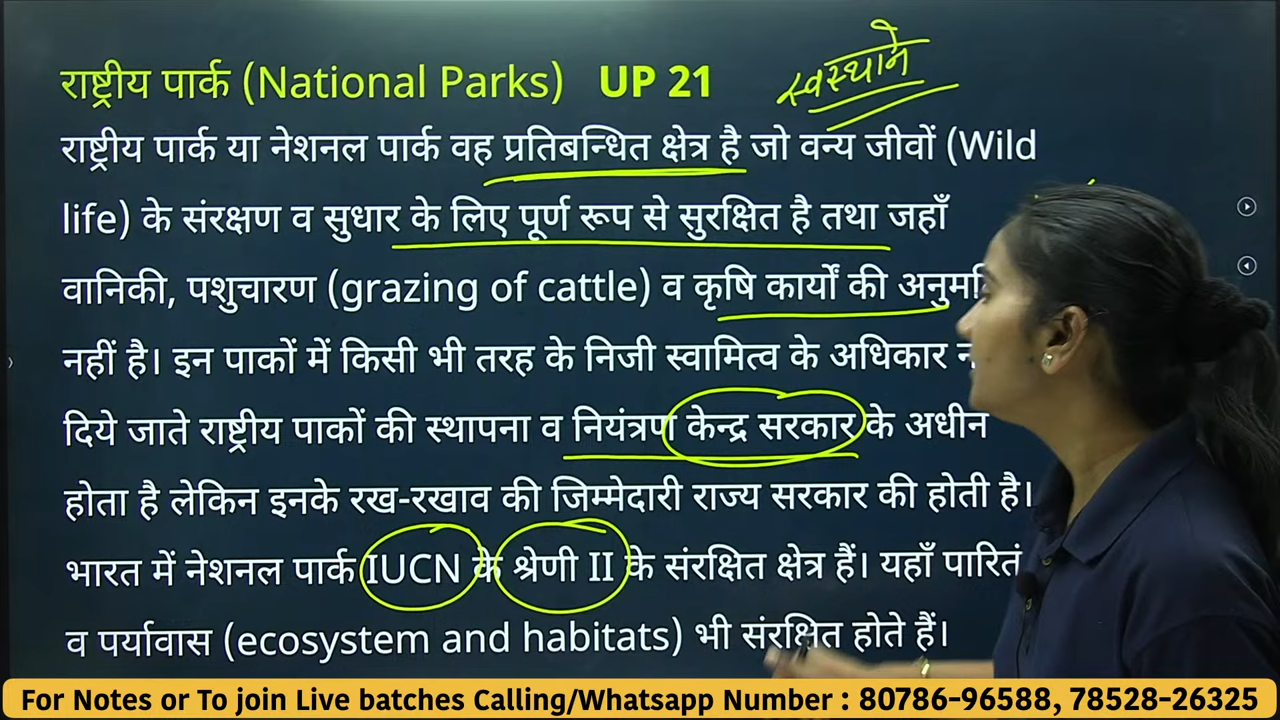 राष्ट्रीय पार्क (National Parks) UP 21 स्वस्थाने
राष्ट्रीय पार्क या नेशनल पार्क वह प्रतिबन्धित क्षेत्र है जो वन्य जीवों (Wild
life) के संरक्षण व सुधार के लिए पूर्ण रूप से सुरक्षित है तथा जहाँ
वानिकी, पशुचारण (grazing of cattle) व कृषि कार्यों की
नहीं है। इन पाकों में किसी भी तरह के निजी स्वामित्व के अधिकार
दिये जाते राष्ट्रीय पाकों की स्थापना व नियंत्रण केन्द्र सरकार के अधीन
होता है लेकिन इनके रख-रखाव की जिम्मेदारी राज्य सरकार की होती है।
भारत में नेशनल पार्क IUCN के श्रेणी II के संरक्षित क्षेत्र हैं। यहाँ
व पर्यावास (ecosystem and habitats) भी संरक्षित होते हैं।
For Notes or To join Live batches Calling/Whatsapp Number : 80786-96588, 78528-26325